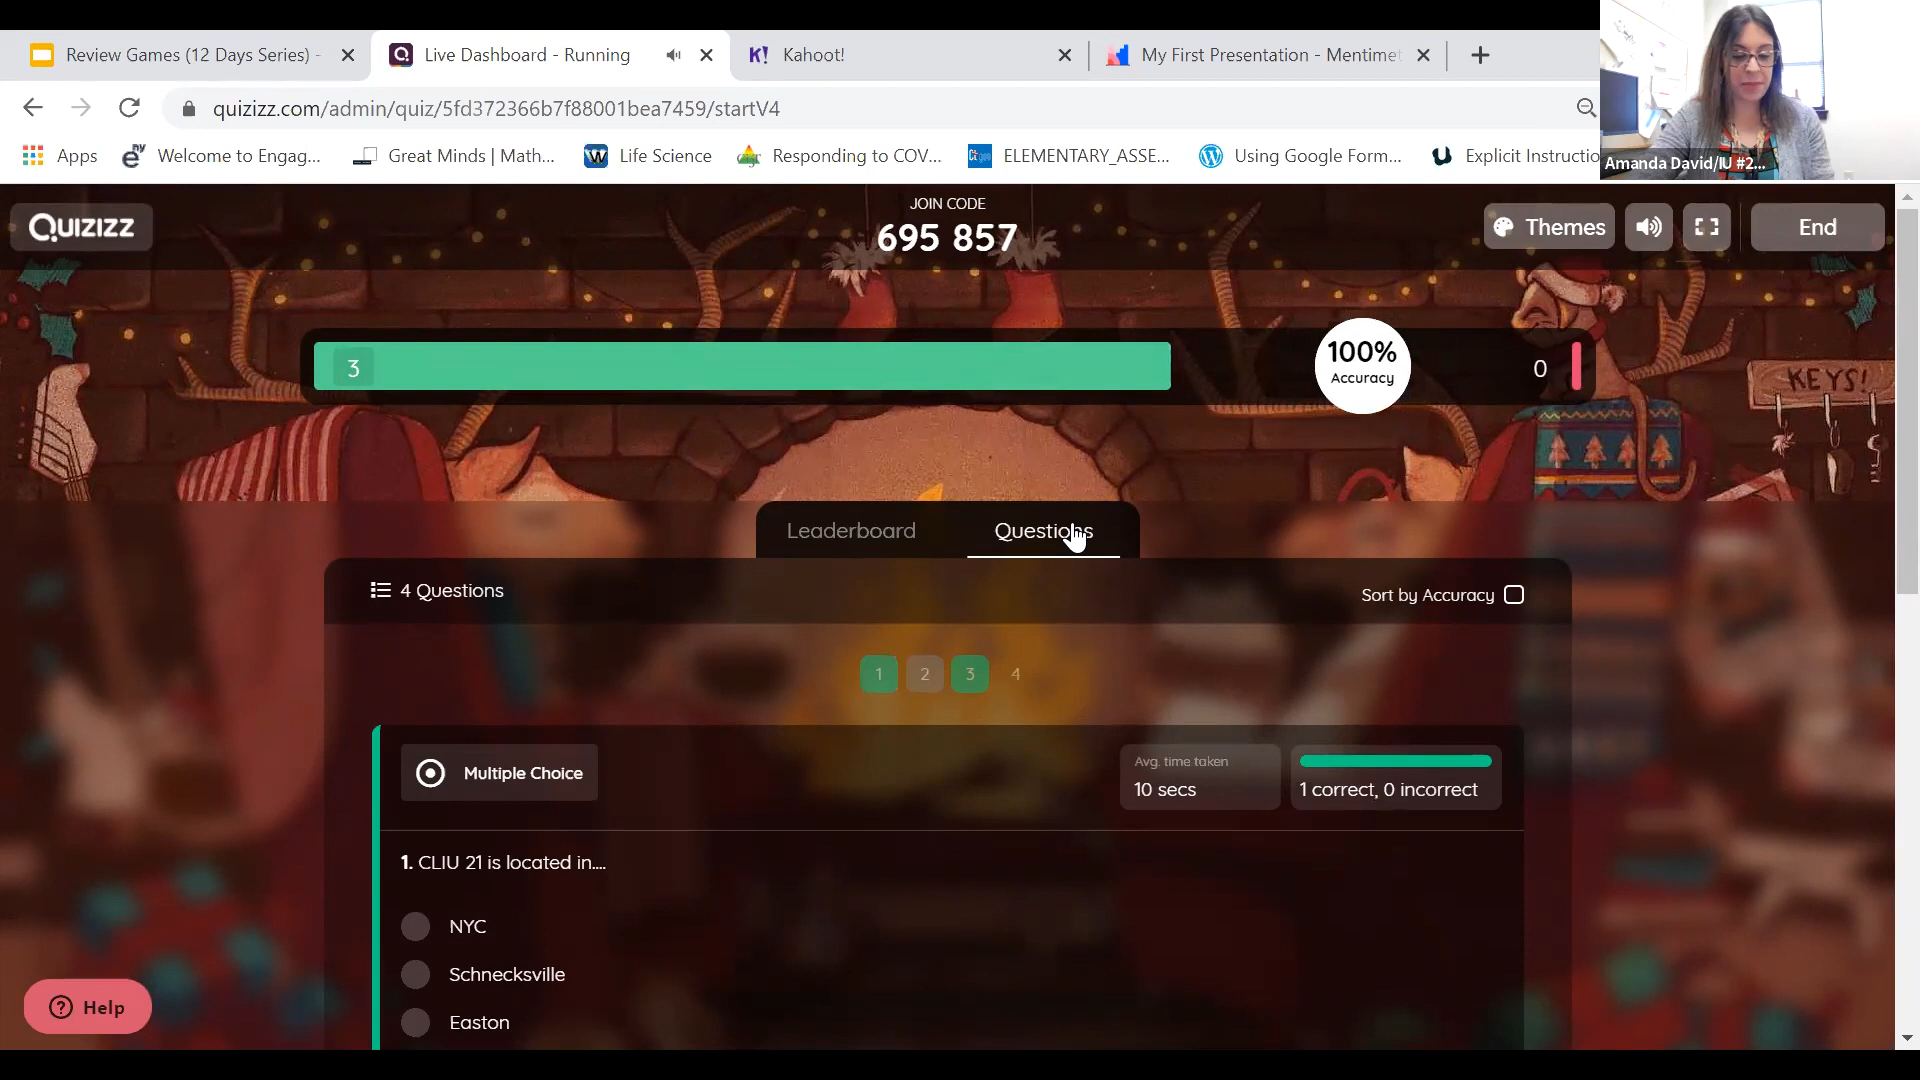 Review Games (12 Days Series) -
Live Dashboard - Running
K! Kahoot!
My First Presentation - Mentimet
quizizz.com/admin/quiz/5fd372366b7f88001bea7459/startV4
Apps
Welcome to Engag...
Great Minds | Math...
Life Science
Responding to COV...
ELEMENTARY_ASSE...
Using Google Form...
Explicit Instructio
Amanda David/IU #2...
Quizizz
JOIN CODE
695 857
Themes
End
3
100%
Accuracy
0
KEYS!
Leaderboard
Questions
4 Questions
Sort by Accuracy
1 2 3 4
Multiple Choice
Avg. time taken
10 secs
1 correct, 0 incorrect
1. CLIU 21 is located in....
NYC
Schnecksville
Easton
Help